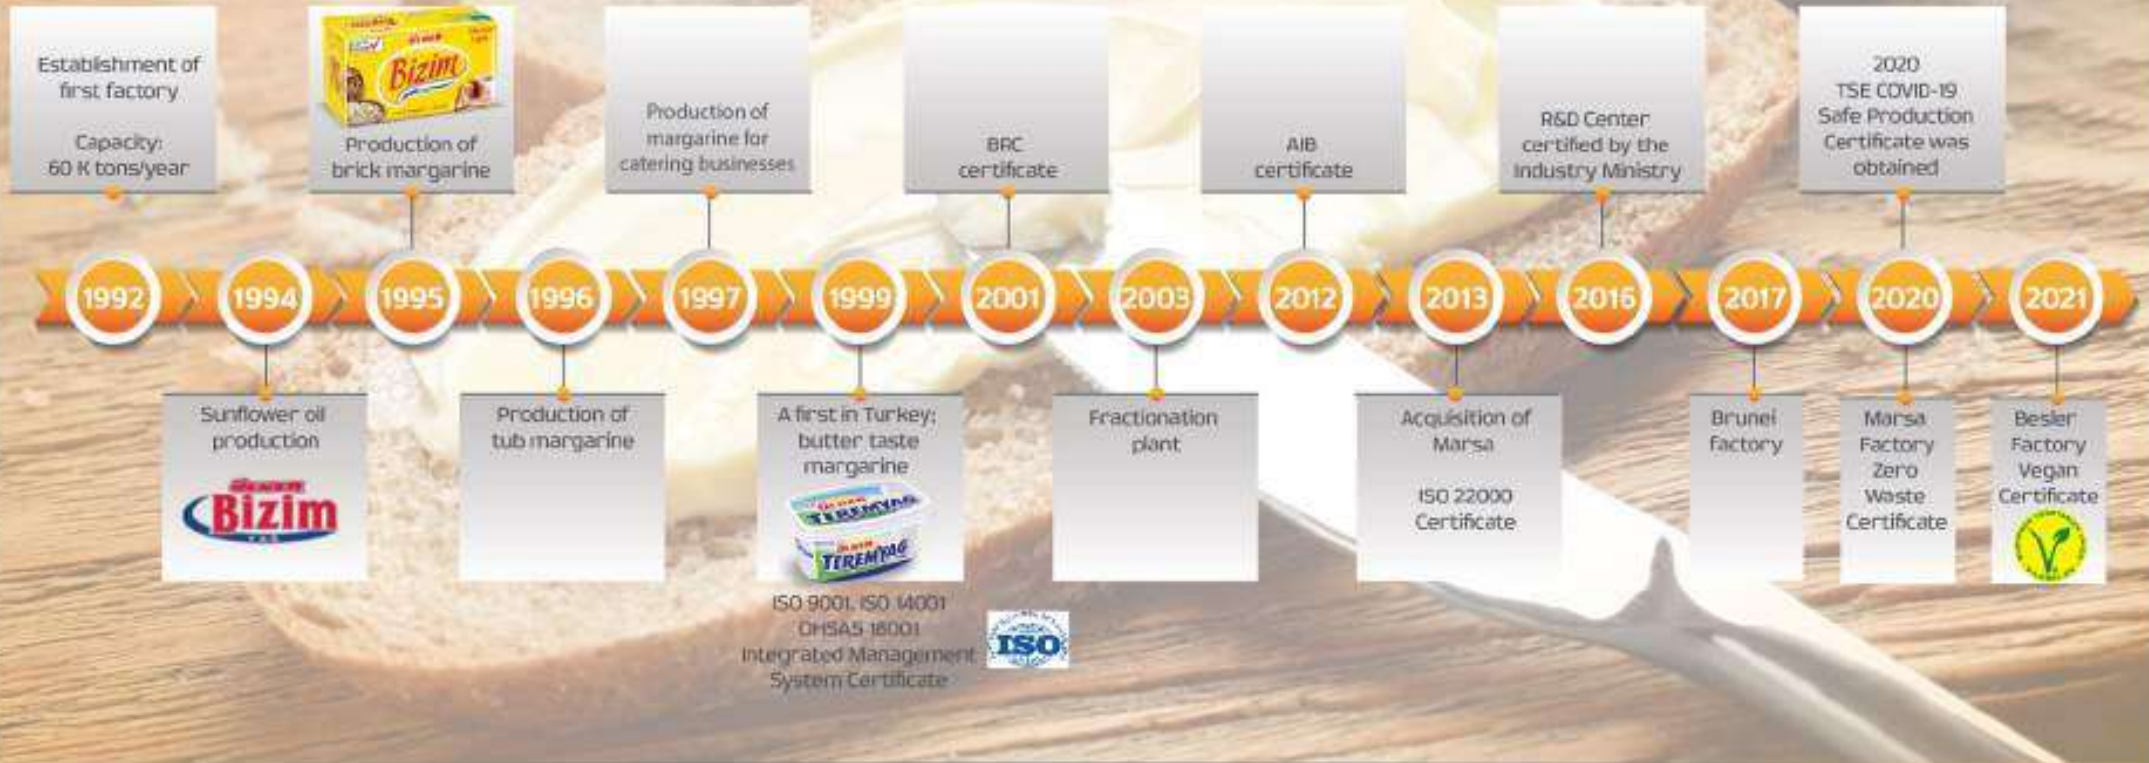 Establishment of
first factory
Capacity:
60 K tons/year
Bizim
Production of
brick margarine
Production of
margarine for
catering businesses
BRC
certificate
AIB
certificate
R&D Center
certified by the
Industry Ministry
2020
TSE COVID-19
Safe Production
Certificate was
obtained
1992
1994
1995
1996
1997
1999
2001
2003
2012
2013
2016
2017
2020
2021
Sunflower oil
production
ÜLKER
Bizim
YAĞ
Production of
tub margarine
A first in Turkey:
butter taste
margarine
TEREMYAĞ
TEREMYAĞ
ISO 9001, ISO 14001
OHSAS 18001
Integrated Management
System Certificate
ISO
Fractionation
plant
Acquisition of
Marsa
ISO 22000
Certificate
Brunei
factory
Marsa
Factory
Zero
Waste
Certificate
Besler
Factory
Vegan
Certificate